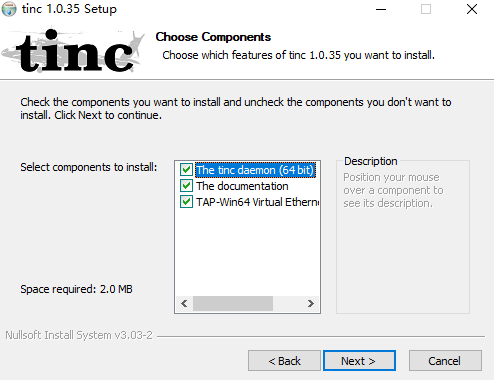 tinc 1.0.35 Setup
tinc
Choose Components
Choose which features of tinc 1.0.35 you want to install.
Check the components you want to install and uncheck the components you don't want to
install. Click Next to continue.
Select components to install:
The tinc daemon (64 bit)
The documentation
TAP-Win64 Virtual Etherne
Description
Position your mouse
over a component to
see its description.
Space required: 2.0 MB
Nullsoft Install System v3.03-2
< Back
Next >
Cancel